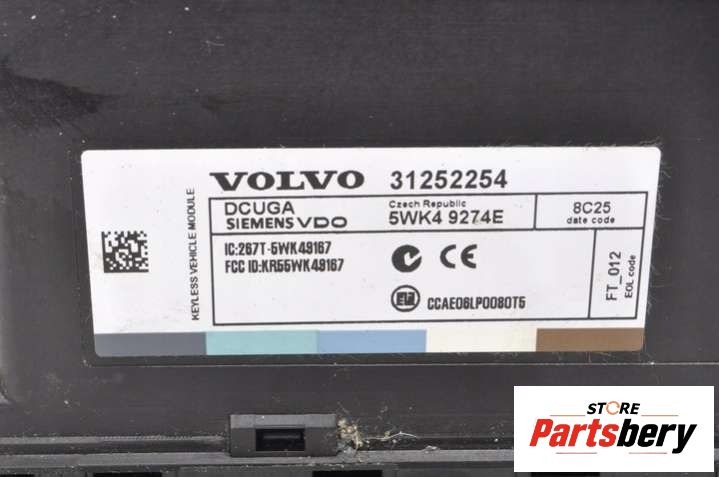 VOLVO 31252254
KEYLESS VEHICLE MODULE
DCUGA
SIEMENS VDO
Czech Republic
5WK4 9274E
8C25
date code
IC:267T-5WK49167
FCC ID:KR55WK49167
CE
CCAE06LP0080T5
FT_012
EOL code
STORE
Partsbery